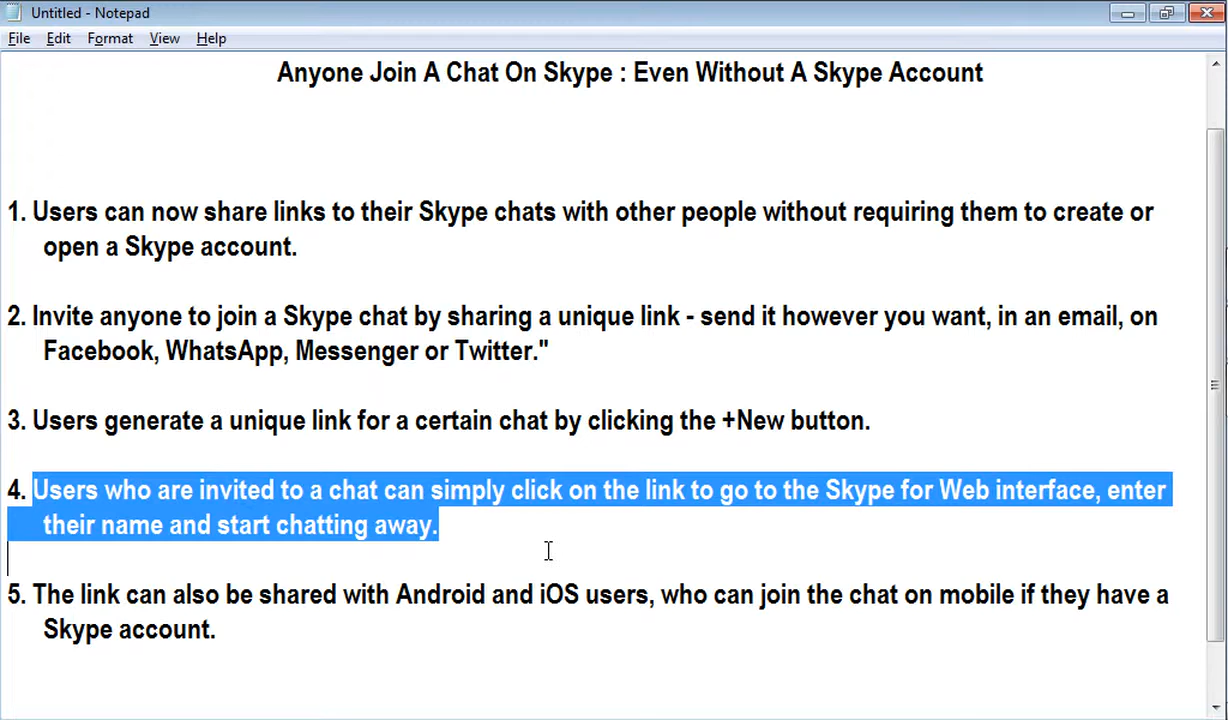 Untitled - Notepad
File Edit Format View Help
Anyone Join A Chat On Skype : Even Without A Skype Account
1. Users can now share links to their Skype chats with other people without requiring them to create or
open a Skype account.
2. Invite anyone to join a Skype chat by sharing a unique link - send it however you want, in an email, on
Facebook, WhatsApp, Messenger or Twitter."
3. Users generate a unique link for a certain chat by clicking the +New button.
4. Users who are invited to a chat can simply click on the link to go to the Skype for Web interface, enter
their name and start chatting away.
5. The link can also be shared with Android and iOS users, who can join the chat on mobile if they have a
Skype account.